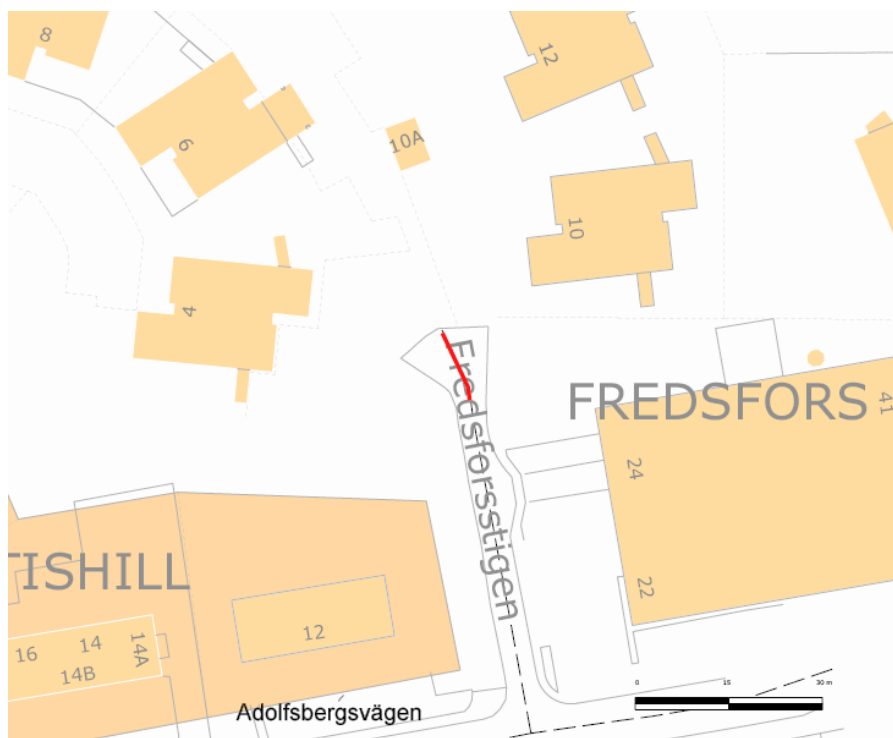 8
12
6
10A
10
4
Fredsforsstigen
FREDSFORS
41
24
22
TISHILL
12
16
14
14A
14B
Adolfsbergsvägen
0 15 30 m